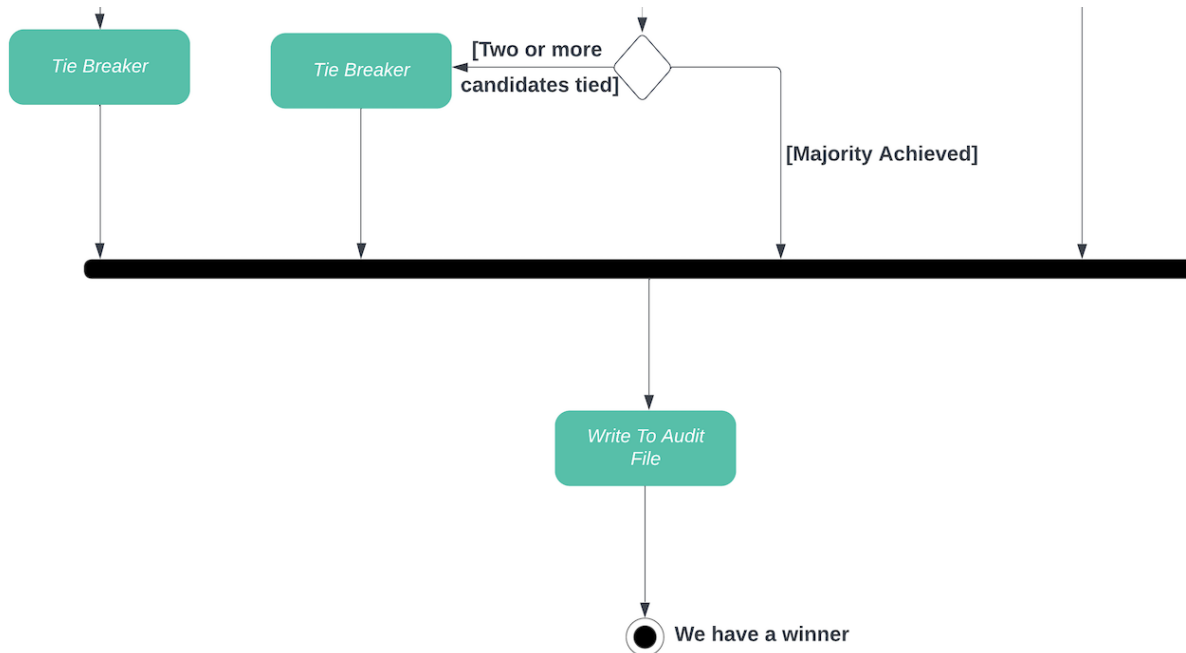 Tie Breaker
Tie Breaker
[Two or more
candidates tied]
[Majority Achieved]
Write To Audit
File
We have a winner